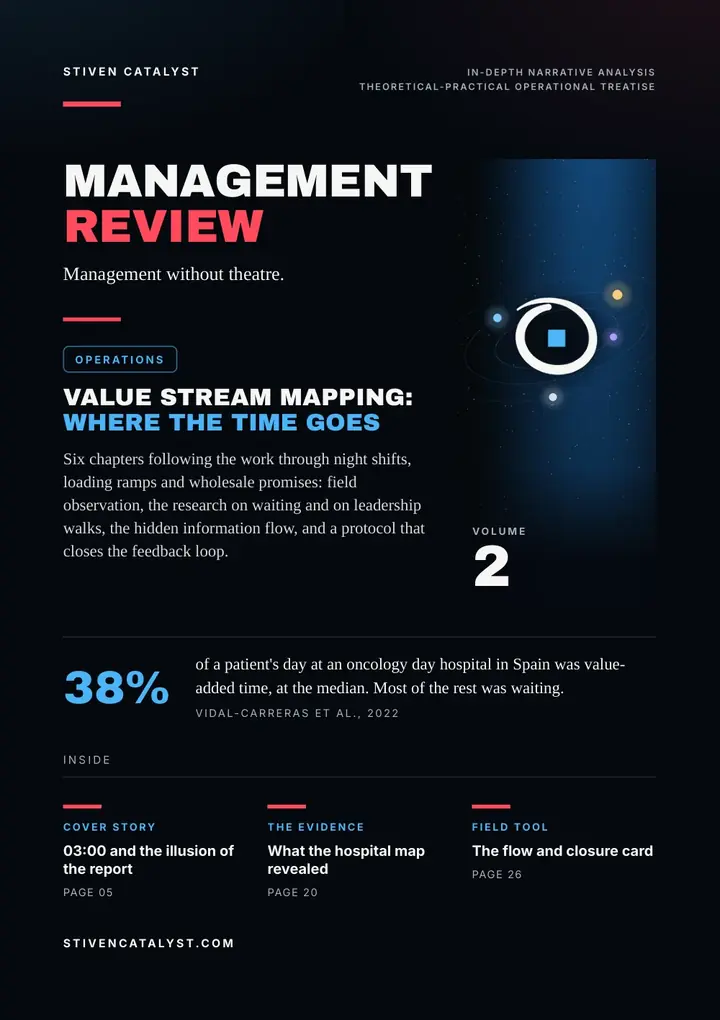 STIVEN CATALYST
IN-DEPTH NARRATIVE ANALYSIS
THEORETICAL-PRACTICAL OPERATIONAL TREATISE
MANAGEMENT
REVIEW
Management without theatre.
OPERATIONS
VALUE STREAM MAPPING:
WHERE THE TIME GOES
Six chapters following the work through night shifts,
loading ramps and wholesale promises: field
observation, the research on waiting and on leadership
walks, the hidden information flow, and a protocol that
closes the feedback loop.
VOLUME
2
38%
of a patient's day at an oncology day hospital in Spain was value-
added time, at the median. Most of the rest was waiting.
VIDAL-CARRERAS ET AL., 2022
INSIDE
COVER STORY
03:00 and the illusion of
the report
PAGE 05
THE EVIDENCE
What the hospital map
revealed
PAGE 20
FIELD TOOL
The flow and closure card
PAGE 26
STIVENCATALYST.COM